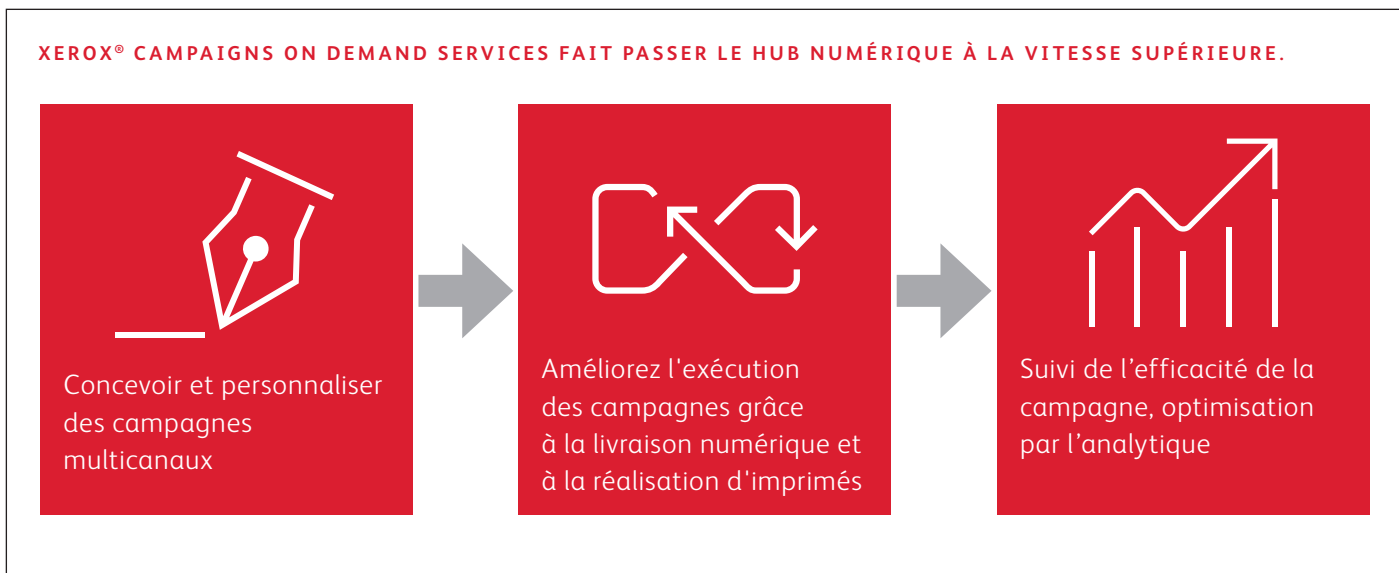 XEROX® CAMPAIGNS ON DEMAND SERVICES FAIT PASSER LE HUB NUMÉRIQUE À LA VITESSE SUPÉRIEURE.
Concevoir et personnaliser
des campagnes
multicanaux
Améliorez l'exécution
des campagnes grâce
à la livraison numérique et
à la réalisation d'imprimés
Suivi de l’efficacité de la
campagne, optimisation
par l’analytique